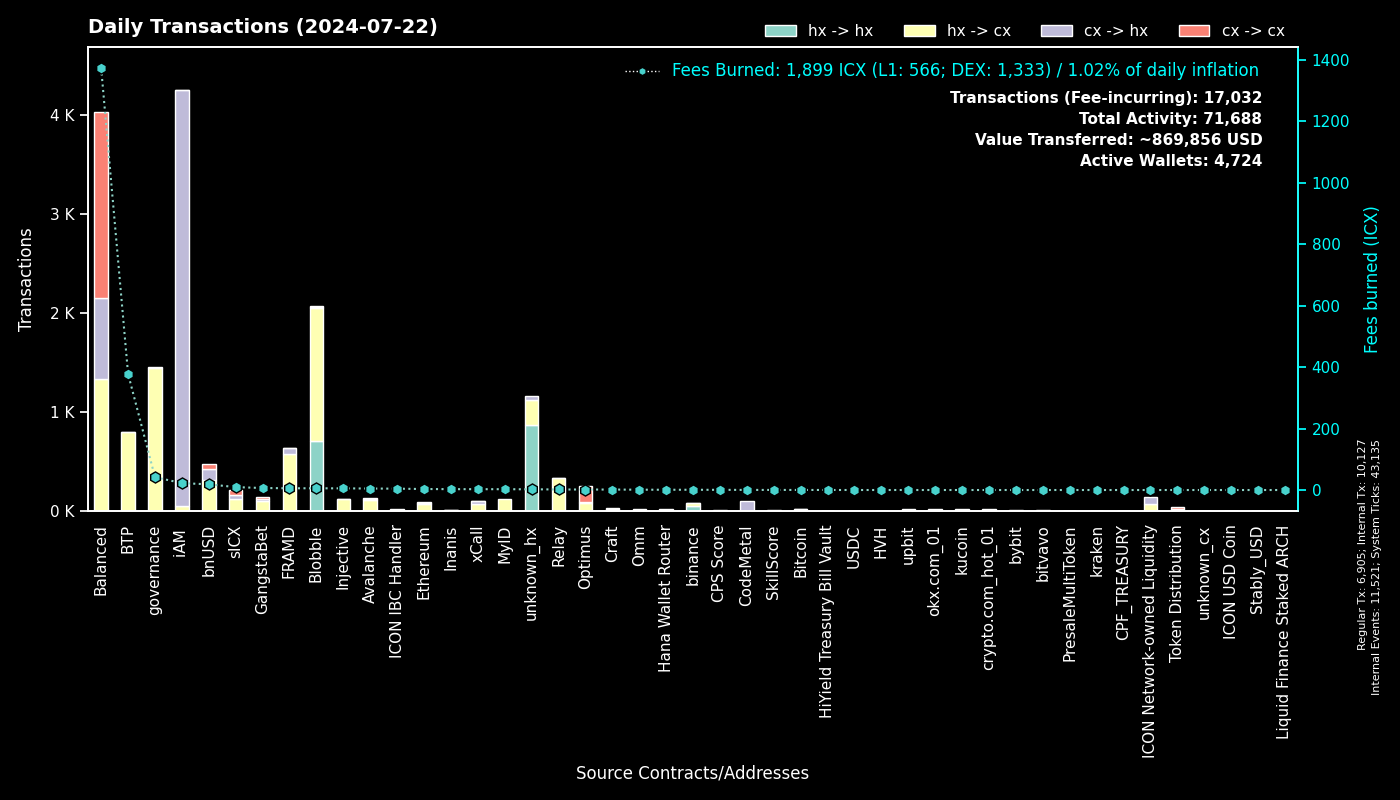 Daily Transactions (2024-07-22)
hx -> hx
hx -> cx
cx -> hx
cx -> cx
Fees Burned: 1,899 ICX (L1: 566; DEX: 1,333) / 1.02% of daily inflation
Transactions (Fee-incurring): 17,032
Total Activity: 71,688
Value Transferred: ~869,856 USD
Active Wallets: 4,724
Transactions
4 K
3 K
2 K
1 K
0 K
1400
1200
1000
800
600
400
200
0
Fees burned (ICX)
Regular Tx: 6,905; Internal Tx: 10,127
Internal Events: 11,521; System Ticks: 43,135
Balanced
BTP
governance
iAM
bnUSD
sICX
GangstaBet
FRAMD
Blobble
Injective
Avalanche
ICON IBC Handler
Ethereum
Inanis
xCall
MyID
unknown_hx
Relay
Optimus
Craft
Omm
Hana Wallet Router
binance
CPS Score
CodeMetal
SkillScore
Bitcoin
HiYield Treasury Bill Vault
USDC
HVH
upbit
okx.com_01
kucoin
crypto.com_hot_01
bybit
bitvavo
PresaleMultiToken
kraken
CPF_TREASURY
ICON Network-owned Liquidity
Token Distribution
unknown_cx
ICON USD Coin
Stably_USD
Liquid Finance Staked ARCH
Source Contracts/Addresses